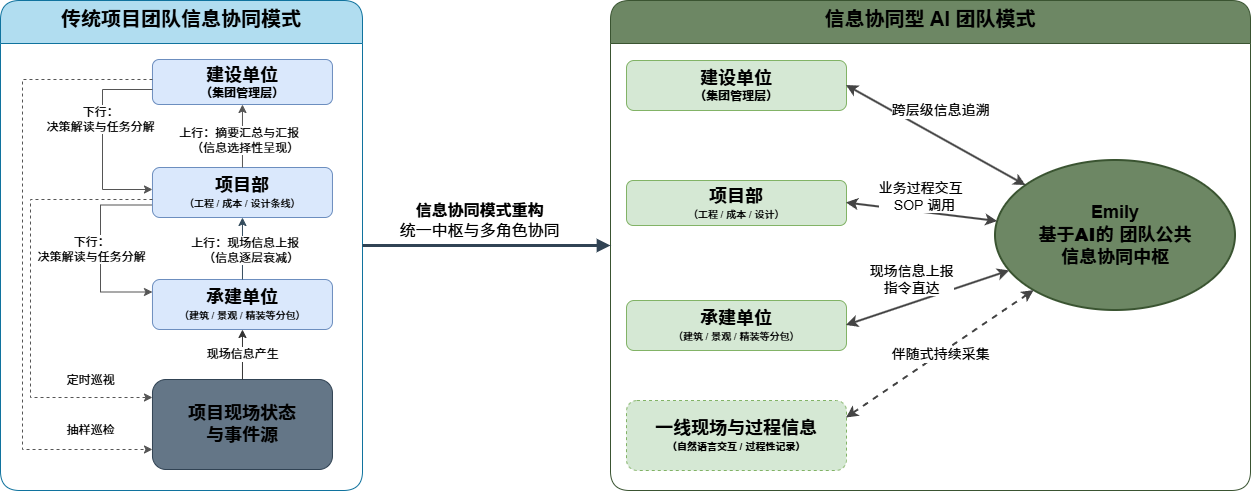 传统项目团队信息协同模式
建设单位
（集团管理层）
下行：
决策解读与任务分解
上行：摘要汇总与汇报
（信息选择性呈现）
项目部
（工程 / 成本 / 设计条线）
下行：
决策解读与任务分解
上行：现场信息上报
（信息逐层衰减）
承建单位
（建筑 / 景观 / 精装等分包）
现场信息产生
定时巡视
抽样巡检
项目现场状态
与事件源
信息协同模式重构
统一中枢与多角色协同
信息协同型 AI 团队模式
建设单位
（集团管理层）
跨层级信息追溯
项目部
（工程 / 成本 / 设计）
业务过程交互
SOP 调用
Emily
基于AI的 团队公共
信息协同中枢
现场信息上报
指令直达
承建单位
（建筑 / 景观 / 精装等分包）
伴随式持续采集
一线现场与过程信息
（自然语言交互 / 过程性记录）